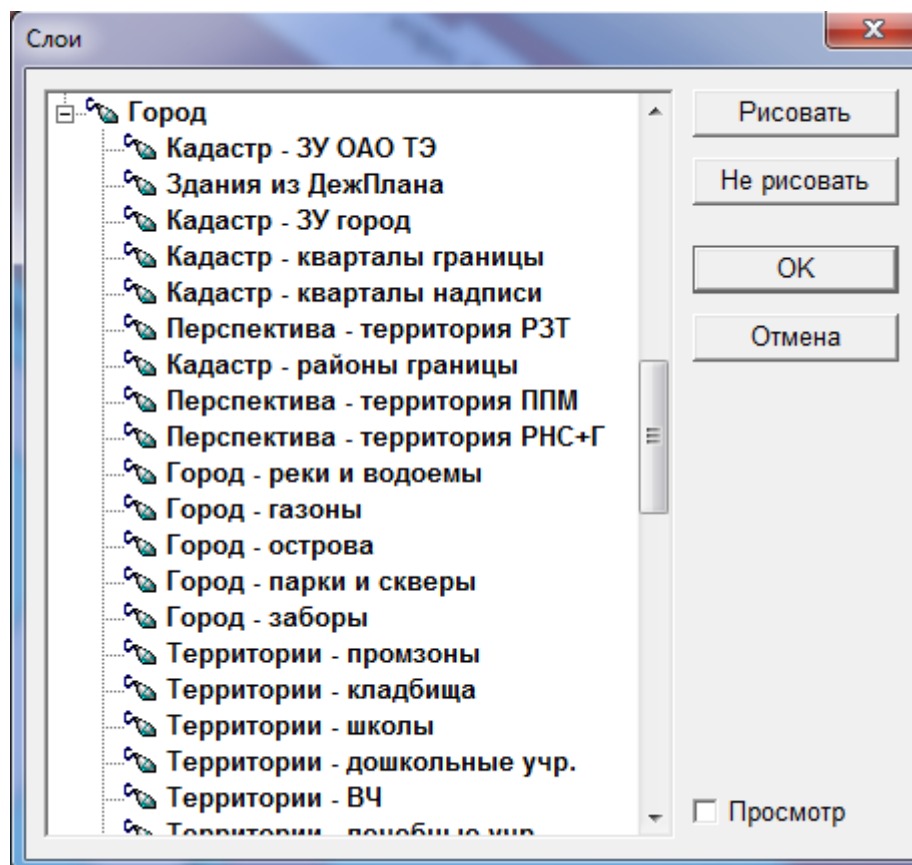 Слои
Город
Кадастр - ЗУ ОАО ТЭ
Здания из ДежПлана
Кадастр - ЗУ город
Кадастр - кварталы границы
Кадастр - кварталы надписи
Перспектива - территория РЗТ
Кадастр - районы границы
Перспектива - территория ППМ
Перспектива - территория РНС+Г
Город - реки и водоемы
Город - газоны
Город - острова
Город - парки и скверы
Город - заборы
Территории - промзоны
Территории - кладбища
Территории - школы
Территории - дошкольные учр.
Территории - ВЧ
Территории - лечебные учр.
Рисовать
Не рисовать
OK
Отмена
Просмотр